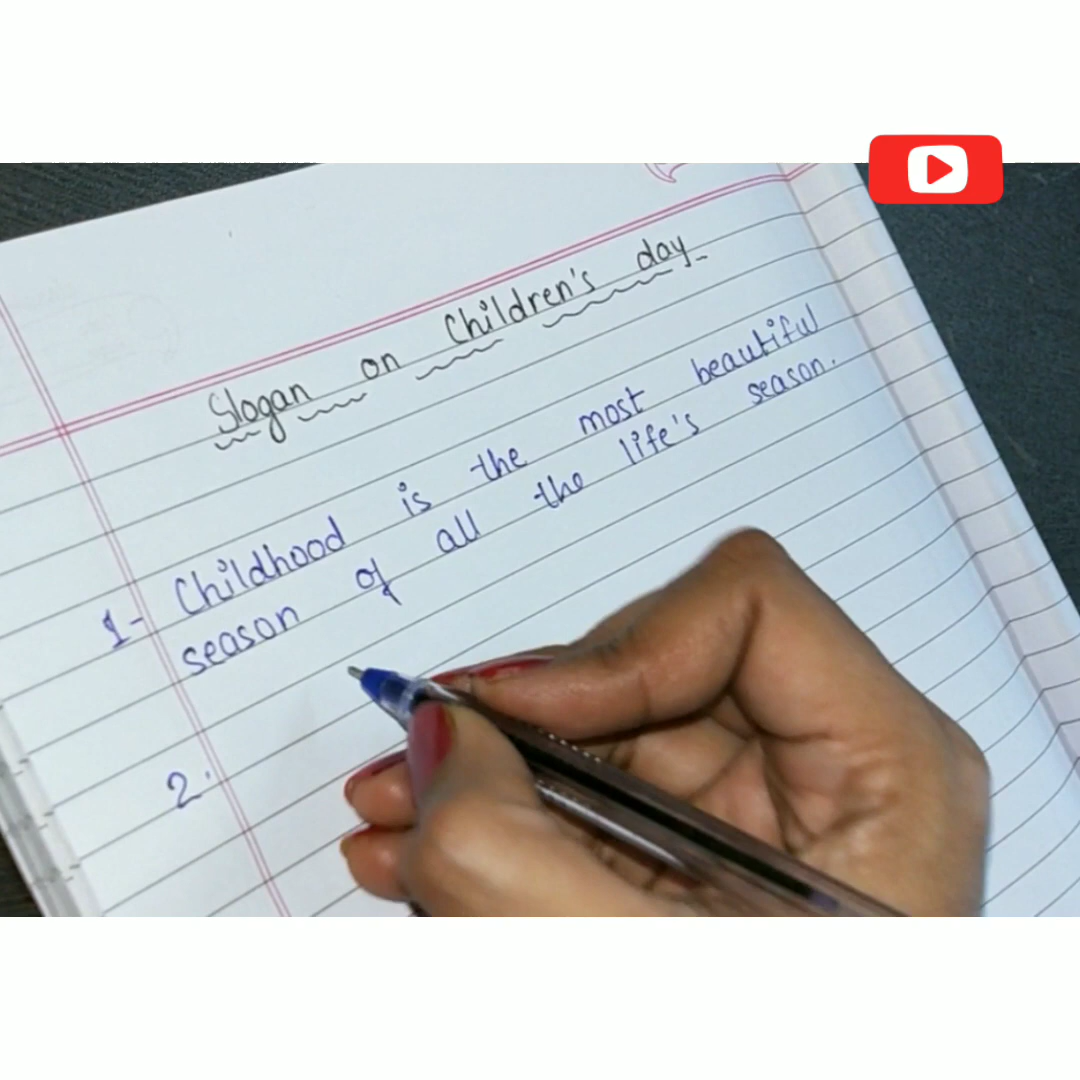 Slogan on Children's day
1- Childhood is the most beautiful
season of all the life's season.
2.